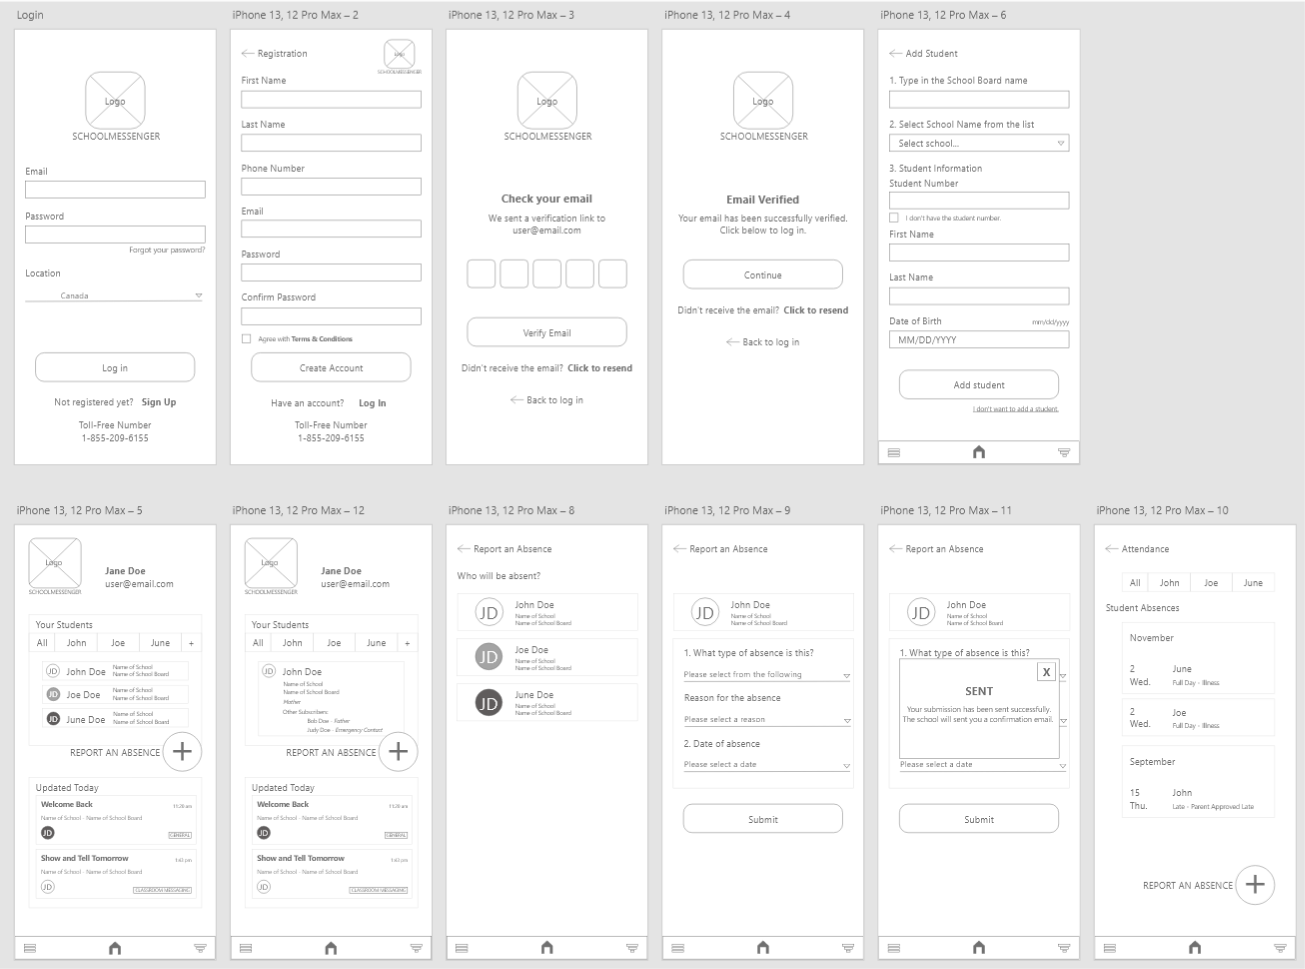 Login
Logo
SCHOOLMESSENGER
Email
Password
Forgot your password?
Location
Canada
Log in
Not registered yet? Sign Up
Toll-Free Number
1-855-209-6155
iPhone 13, 12 Pro Max – 2
Registration
Logo
SCHOOLMESSENGER
First Name
Last Name
Phone Number
Email
Password
Confirm Password
Agree with Terms & Conditions
Create Account
Have an account? Log In
Toll-Free Number
1-855-209-6155
iPhone 13, 12 Pro Max – 3
Logo
SCHOOLMESSENGER
Check your email
We sent a verification link to
user@email.com
Verify Email
Didn't receive the email? Click to resend
Back to log in
iPhone 13, 12 Pro Max – 4
Logo
SCHOOLMESSENGER
Email Verified
Your email has been successfully verified.
Click below to log in.
Continue
Didn't receive the email? Click to resend
Back to log in
iPhone 13, 12 Pro Max – 6
Add Student
1. Type in the School Board name
2. Select School Name from the list
Select school...
3. Student Information
Student Number
I don't have the student number.
First Name
Last Name
Date of Birth mm/dd/yyyy
MM/DD/YYYY
Add student
I don't want to add a student.
iPhone 13, 12 Pro Max – 5
Logo
SCHOOLMESSENGER
Jane Doe
user@email.com
Your Students
All John Joe June +
JD John Doe Name of School
Name of School Board
JD Joe Doe Name of School
Name of School Board
JD June Doe Name of School
Name of School Board
REPORT AN ABSENCE +
Updated Today
Welcome Back 11:20 am
Name of School - Name of School Board
JD GENERAL
Show and Tell Tomorrow 1:43 pm
Name of School - Name of School Board
JD CLASSROOM MESSAGING
iPhone 13, 12 Pro Max – 12
Logo
SCHOOLMESSENGER
Jane Doe
user@email.com
Your Students
All John Joe June +
JD John Doe
Name of School
Name of School Board
Mother
Other Subscribers:
Bob Doe - Father
Judy Doe - Emergency Contact
REPORT AN ABSENCE +
Updated Today
Welcome Back 11:20 am
Name of School - Name of School Board
JD GENERAL
Show and Tell Tomorrow 1:43 pm
Name of School - Name of School Board
JD CLASSROOM MESSAGING
iPhone 13, 12 Pro Max – 8
Report an Absence
Who will be absent?
JD John Doe
Name of School
Name of School Board
JD Joe Doe
Name of School
Name of School Board
JD June Doe
Name of School
Name of School Board
iPhone 13, 12 Pro Max – 9
Report an Absence
JD John Doe
Name of School
Name of School Board
1. What type of absence is this?
Please select from the following
Reason for the absence
Please select a reason
2. Date of absence
Please select a date
Submit
iPhone 13, 12 Pro Max – 11
Report an Absence
JD John Doe
Name of School
Name of School Board
1. What type of absence is this?
X
SENT
Your submission has been sent successfully.
The school will sent you a confirmation email.
Please select a date
Submit
iPhone 13, 12 Pro Max – 10
Attendance
All John Joe June
Student Absences
November
2 June
Wed. Full Day - Illness
2 Joe
Wed. Full Day - Illness
September
15 John
Thu. Late - Parent Approved Late
REPORT AN ABSENCE +